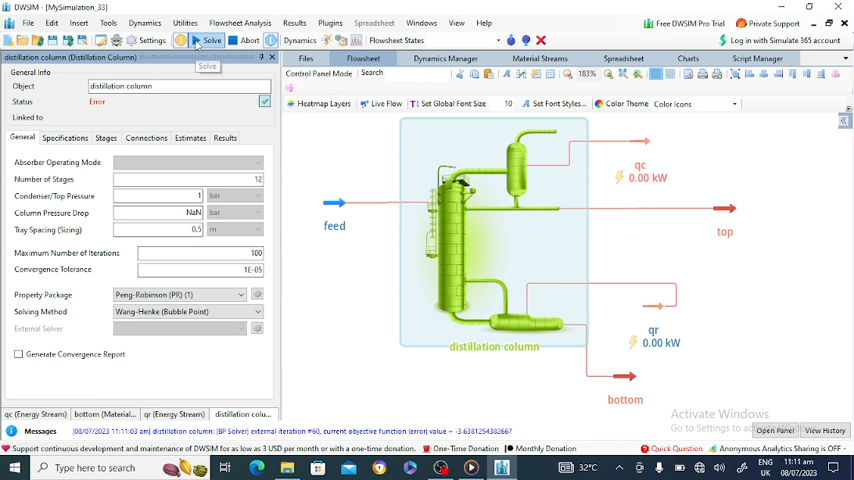 DWSIM - [MySimulation_33]
File Edit Insert Tools Dynamics Utilities Flowsheet Analysis Results Plugins Spreadsheet Windows View Help Free DWSIM Pro Trial Private Support
Settings Solve Abort Dynamics Flowsheet States Log in with Simulate 365 account
distillation column (Distillation Column) Solve Files Flowsheet Dynamics Manager Material Streams Spreadsheet Charts Script Manager
General Info
Control Panel Mode Search 183%
Object distillation column
Status Error
Heatmap Layers Live Flow Set Global Font Size 10 Set Font Styles... Color Theme Color Icons
Linked to
General Specifications Stages Connections Estimates Results
Absorber Operating Mode
Number of Stages 12
Condenser/Top Pressure 1 bar
Column Pressure Drop NaN bar
Tray Spacing (Sizing) 0.5 m
Maximum Number of Iterations 100
Convergence Tolerance 1E-05
Property Package Peng-Robinson (PR) (1)
Solving Method Wang-Henke (Bubble Point)
External Solver
Generate Convergence Report
qc
0.00 kW
feed
top
qr
0.00 kW
distillation column
bottom
Activate Windows
Go to Settings to
qc (Energy Stream) bottom (Material... qr (Energy Stream) distillation colu...
Messages [08/07/2023 11:11:03 am] distillation column: (BP Solver) external iteration #60, current objective function (error) value = -3.6381254382667 Open Panel View History
Support continuous development and maintenance of DWSIM for as low as 3 USD per month or with a one-time donation. One-Time Donation Monthly Donation Quick Question Anonymous Analytics Sharing is OFF
Type here to search 32°C ENG UK 11:11 am 08/07/2023